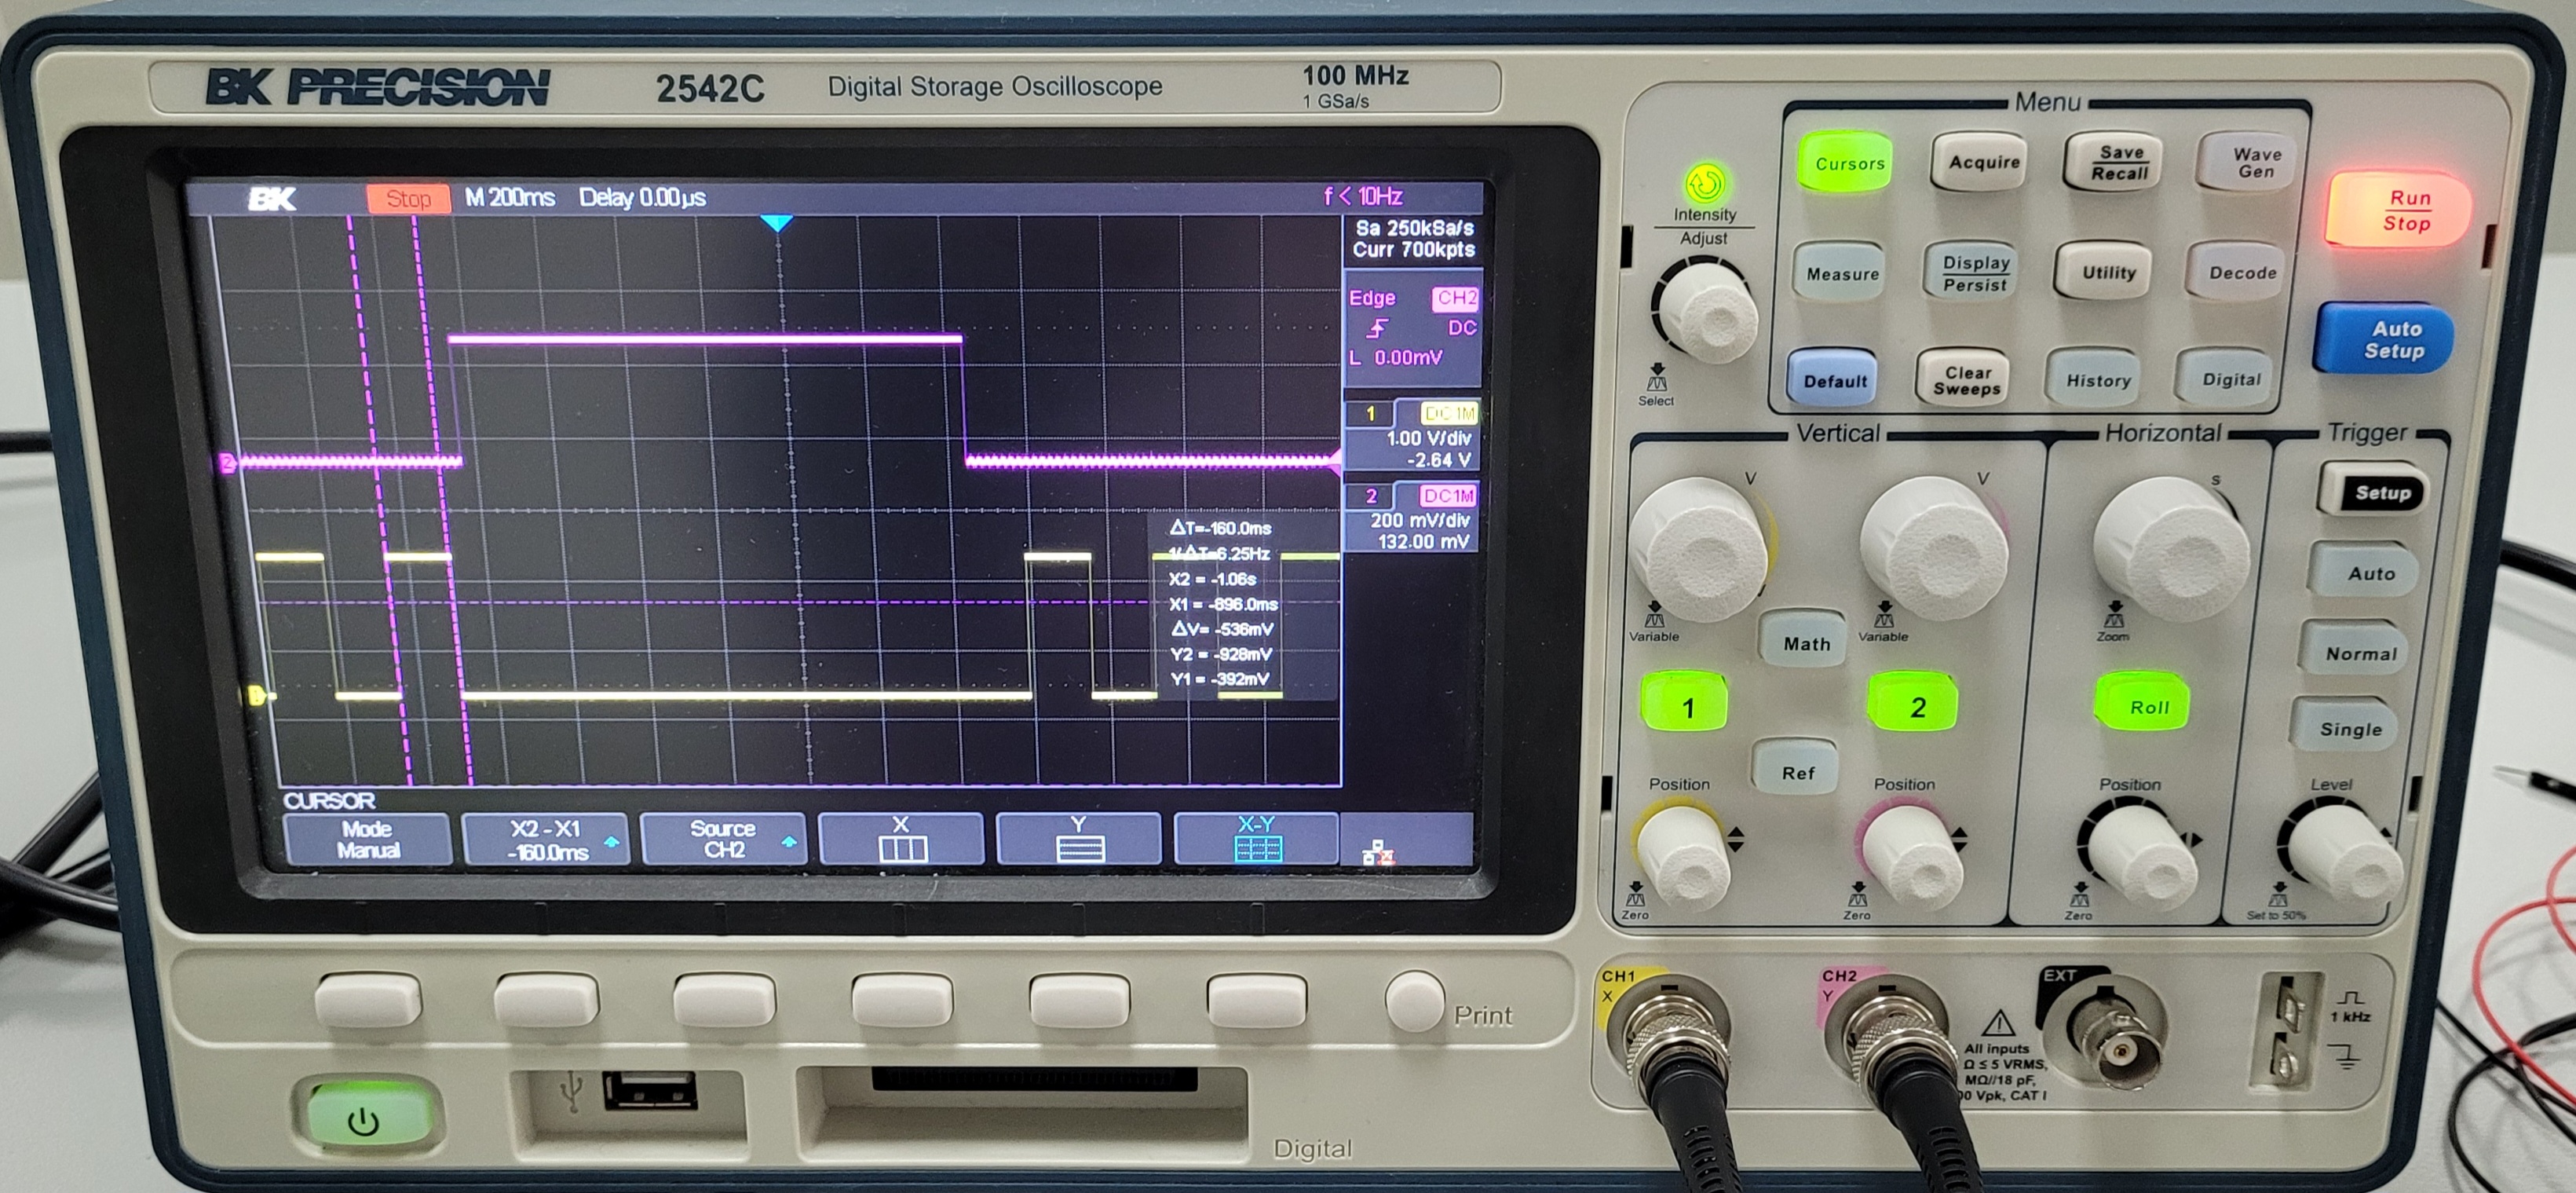 BK PRECISION
2542C
Digital Storage Oscilloscope
100 MHz
1 GSa/s
BK
Stop
M 200ms
Delay 0.00µs
f < 10Hz
Sa 250kSa/s
Curr 700kpts
Edge
CH2
DC
L 0.00mV
1
DC1M
1.00 V/div
-2.64 V
2
DC1M
200 mV/div
132.00 mV
2
1
ΔT=-160.0ms
1/ΔT=6.25Hz
X2 = -1.06s
X1 = -896.0ms
ΔV= -536mV
Y2 = -928mV
Y1 = -392mV
CURSOR
Mode
Manual
X2 - X1
-160.0ms
Source
CH2
X
Y
X-Y
Print
Digital
Intensity
Adjust
Select
Menu
Cursors
Acquire
Save
Recall
Wave
Gen
Measure
Display
Persist
Utility
Decode
Default
Clear
Sweeps
History
Digital
Run
Stop
Auto
Setup
Vertical
Horizontal
Trigger
V
V
s
Variable
Variable
Zoom
Math
1
2
Roll
Ref
Setup
Auto
Normal
Single
Position
Position
Position
Level
Zero
Zero
Zero
Set to 50%
CH1
X
CH2
Y
EXT
All inputs
Ω ≤ 5 VRMS,
MΩ//18 pF,
Vpk, CAT I
1 kHz